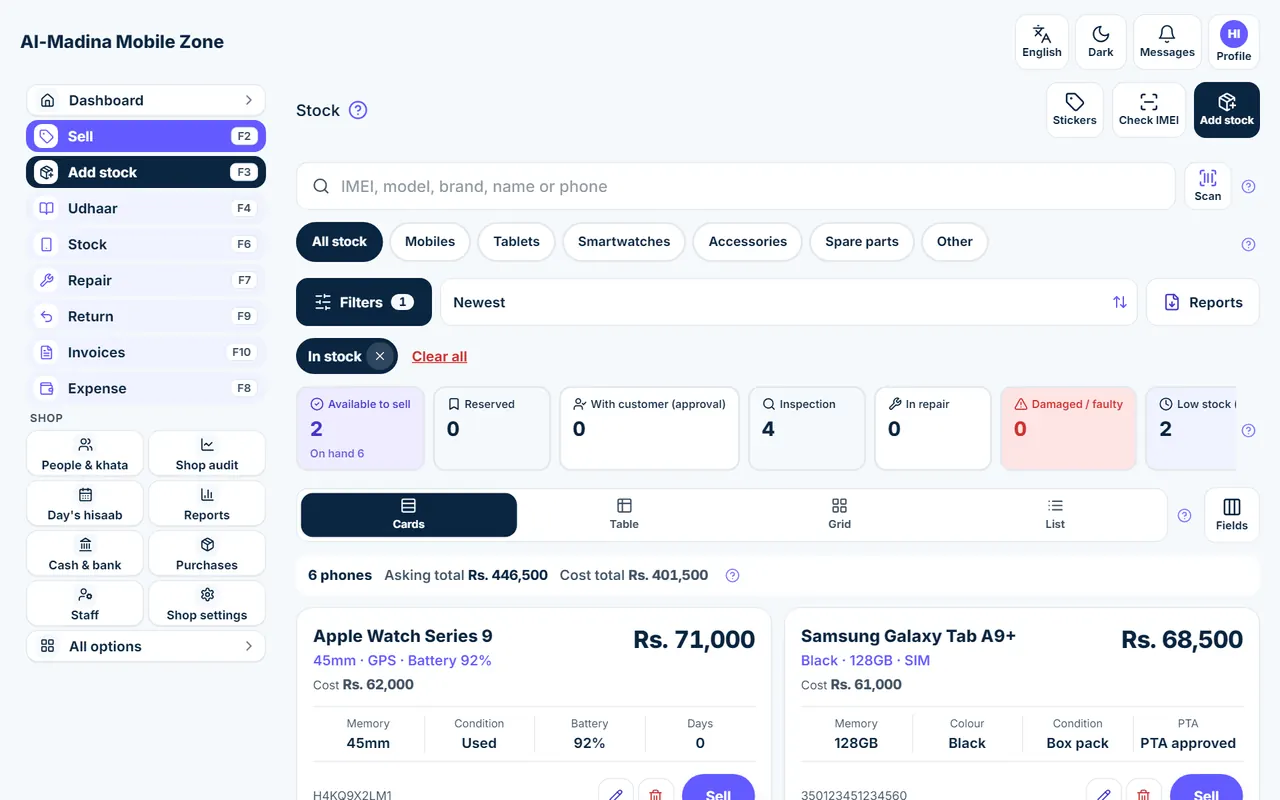 Al-Madina Mobile Zone
English
Dark
Messages
HI
Profile
Dashboard
Sell F2
Add stock F3
Udhaar F4
Stock F6
Repair F7
Return F9
Invoices F10
Expense F8
SHOP
People & khata
Shop audit
Day's hisaab
Reports
Cash & bank
Purchases
Staff
Shop settings
All options
Stock ?
Stickers
Check IMEI
Add stock
IMEI, model, brand, name or phone
Scan
?
All stock
Mobiles
Tablets
Smartwatches
Accessories
Spare parts
Other
?
Filters 1
Newest
Reports
In stock
Clear all
Available to sell
2
On hand 6
Reserved
0
With customer (approval)
0
Inspection
4
In repair
0
Damaged / faulty
0
Low stock (
2
?
Cards
Table
Grid
List
?
Fields
6 phones Asking total Rs. 446,500 Cost total Rs. 401,500 ?
Apple Watch Series 9
Rs. 71,000
45mm · GPS · Battery 92%
Cost Rs. 62,000
Memory Condition Battery Days
45mm Used 92% 0
H4KQ9X2LM1
Sell
Samsung Galaxy Tab A9+
Rs. 68,500
Black · 128GB · SIM
Cost Rs. 61,000
Memory Colour Condition PTA
128GB Black Box pack PTA approved
350123451234560
Sell